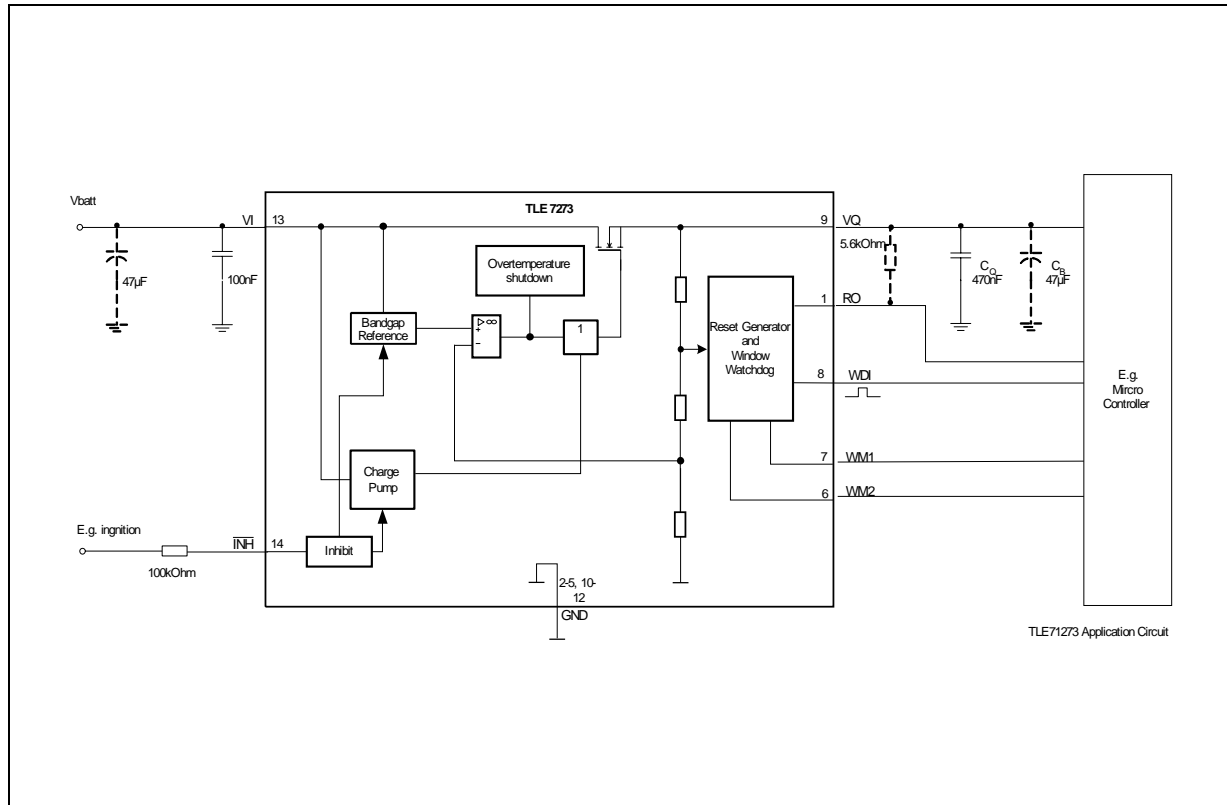 Vbatt
VI
13
TLE 7273
9
VQ
5.6kOhm
47µF
100nF
Overtemperature
shutdown
Bandgap
Reference
∞
+
−
1
Reset Generator
and
Window
Watchdog
1
RO
CQ
470nF
CB
47µF
8
WDI
E.g.
Mircro
Controller
Charge
Pump
7
WM1
6
WM2
E.g. ingnition
INH
14
Inhibit
100kOhm
2-5, 10-
12
GND
TLE71273 Application Circuit